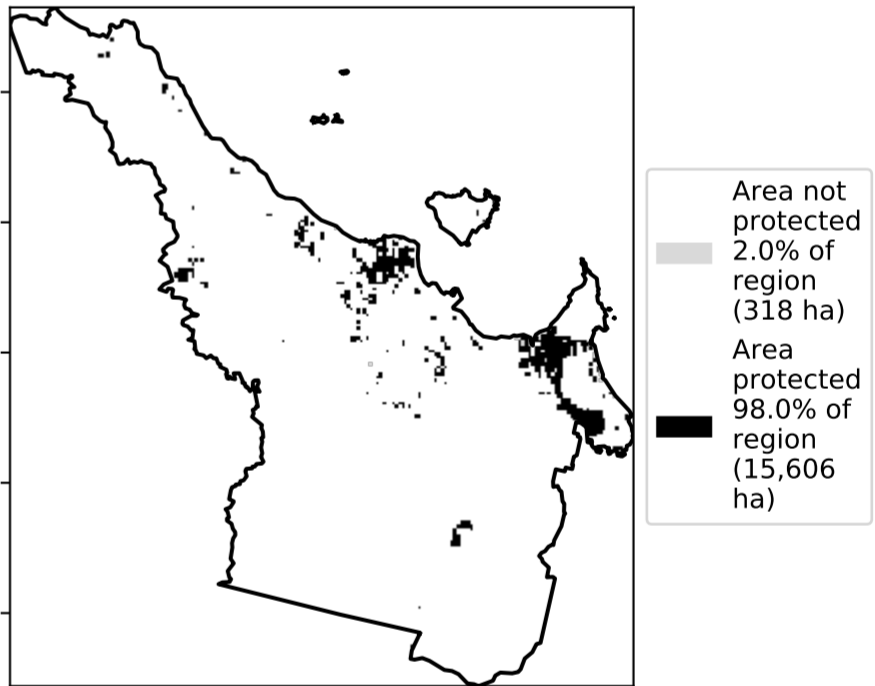 Area not
protected
2.0% of
region
(318 ha)
Area
protected
98.0% of
region
(15,606
ha)